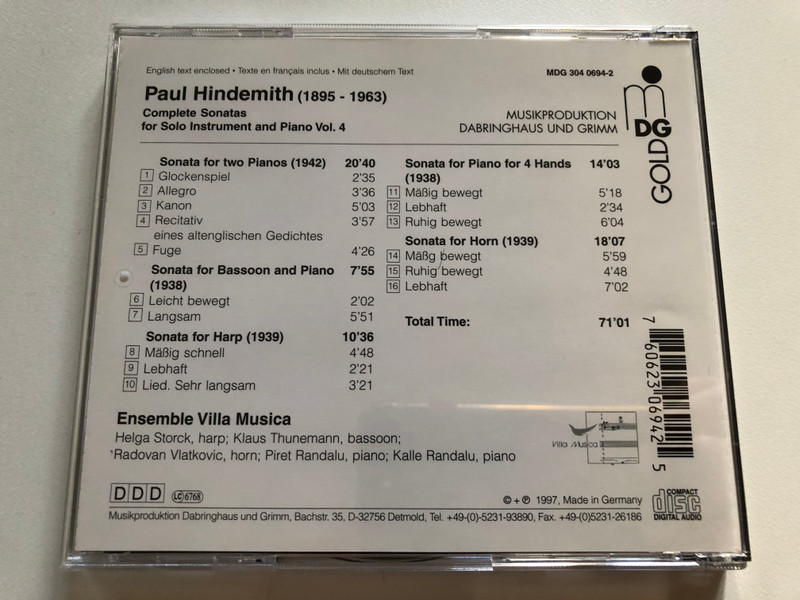 English text enclosed • Texte en français inclus • Mit deutschem Text
MDG 304 0694-2
Paul Hindemith (1895 - 1963)
Complete Sonatas
for Solo Instrument and Piano Vol. 4
MUSIKPRODUKTION
DABRINGHAUS UND GRIMM
mDG
GOLD
Sonata for two Pianos (1942) 20'40
1 Glockenspiel 2'35
2 Allegro 3'36
3 Kanon 5'03
4 Recitativ 3'57
eines altenglischen Gedichtes
5 Fuge 4'26
Sonata for Bassoon and Piano 7'55
(1938)
6 Leicht bewegt 2'02
7 Langsam 5'51
Sonata for Harp (1939) 10'36
8 Mäßig schnell 4'48
9 Lebhaft 2'21
10 Lied. Sehr langsam 3'21
Sonata for Piano for 4 Hands 14'03
(1938)
11 Mäßig bewegt 5'18
12 Lebhaft 2'34
13 Ruhig bewegt 6'04
Sonata for Horn (1939) 18'07
14 Mäßg bewegt 5'59
15 Ruhig bewegt 4'48
16 Lebhaft 7'02
Total Time: 71'01
7 60623 06942 5
Ensemble Villa Musica
Helga Storck, harp; Klaus Thunemann, bassoon;
Radovan Vlatkovic, horn; Piret Randalu, piano; Kalle Randalu, piano
Villa Musica
DDD LC 6768
© + ℗ 1997, Made in Germany
COMPACT
disc
DIGITAL AUDIO
Musikproduktion Dabringhaus und Grimm, Bachstr. 35, D-32756 Detmold, Tel. +49-(0)-5231-93890, Fax. +49-(0)5231-26186